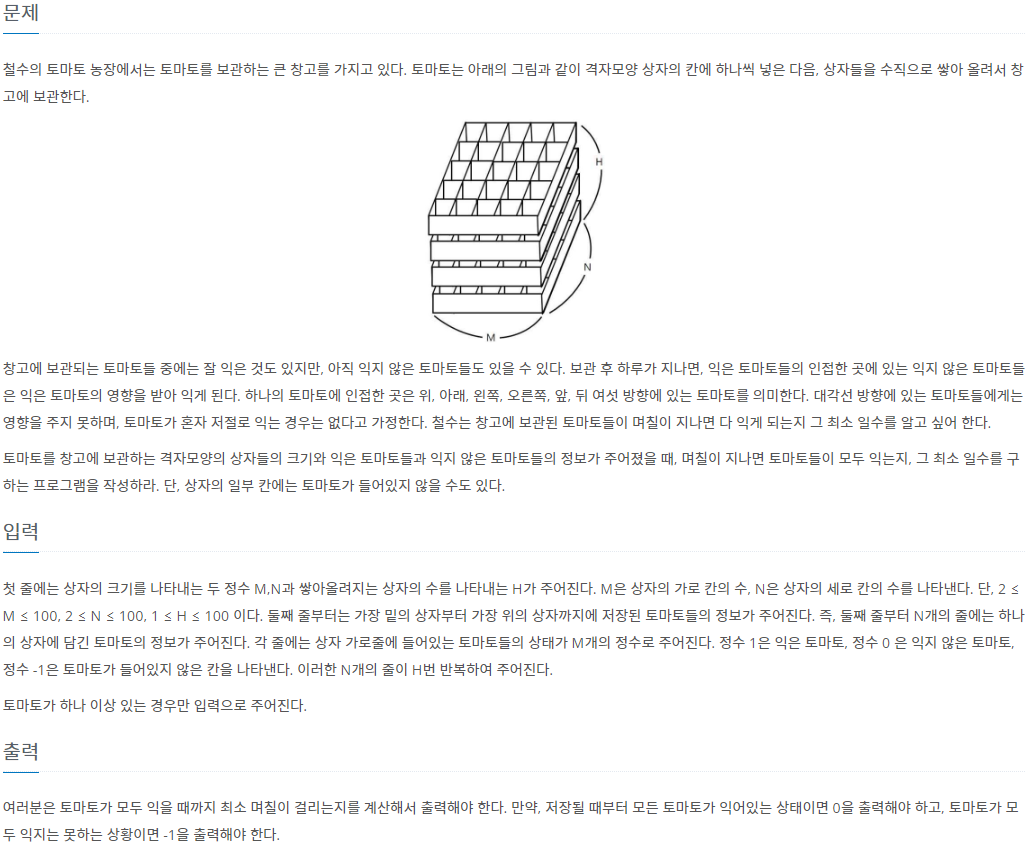 문제
철수의 토마토 농장에서는 토마토를 보관하는 큰 창고를 가지고 있다. 토마토는 아래의 그림과 같이 격자모양 상자의 칸에 하나씩 넣은 다음, 상자들을 수직으로 쌓아 올려서 창
고에 보관한다.
H
N
M
창고에 보관되는 토마토들 중에는 잘 익은 것도 있지만, 아직 익지 않은 토마토들도 있을 수 있다. 보관 후 하루가 지나면, 익은 토마토들의 인접한 곳에 있는 익지 않은 토마토들
은 익은 토마토의 영향을 받아 익게 된다. 하나의 토마토에 인접한 곳은 위, 아래, 왼쪽, 오른쪽, 앞, 뒤 여섯 방향에 있는 토마토를 의미한다. 대각선 방향에 있는 토마토들에게는
영향을 주지 못하며, 토마토가 혼자 저절로 익는 경우는 없다고 가정한다. 철수는 창고에 보관된 토마토들이 며칠이 지나면 다 익게 되는지 그 최소 일수를 알고 싶어 한다.
토마토를 창고에 보관하는 격자모양의 상자들의 크기와 익은 토마토들과 익지 않은 토마토들의 정보가 주어졌을 때, 며칠이 지나면 토마토들이 모두 익는지, 그 최소 일수를 구
하는 프로그램을 작성하라. 단, 상자의 일부 칸에는 토마토가 들어있지 않을 수도 있다.
입력
첫 줄에는 상자의 크기를 나타내는 두 정수 M,N과 쌓아올려지는 상자의 수를 나타내는 H가 주어진다. M은 상자의 가로 칸의 수, N은 상자의 세로 칸의 수를 나타낸다. 단, 2 ≤
M ≤ 100, 2 ≤ N ≤ 100, 1 ≤ H ≤ 100 이다. 둘째 줄부터는 가장 밑의 상자부터 가장 위의 상자까지에 저장된 토마토들의 정보가 주어진다. 즉, 둘째 줄부터 N개의 줄에는 하나
의 상자에 담긴 토마토의 정보가 주어진다. 각 줄에는 상자 가로줄에 들어있는 토마토들의 상태가 M개의 정수로 주어진다. 정수 1은 익은 토마토, 정수 0 은 익지 않은 토마토,
정수 -1은 토마토가 들어있지 않은 칸을 나타낸다. 이러한 N개의 줄이 H번 반복하여 주어진다.
토마토가 하나 이상 있는 경우만 입력으로 주어진다.
출력
여러분은 토마토가 모두 익을 때까지 최소 며칠이 걸리는지를 계산해서 출력해야 한다. 만약, 저장될 때부터 모든 토마토가 익어있는 상태이면 0을 출력해야 하고, 토마토가 모
두 익지는 못하는 상황이면 -1을 출력해야 한다.